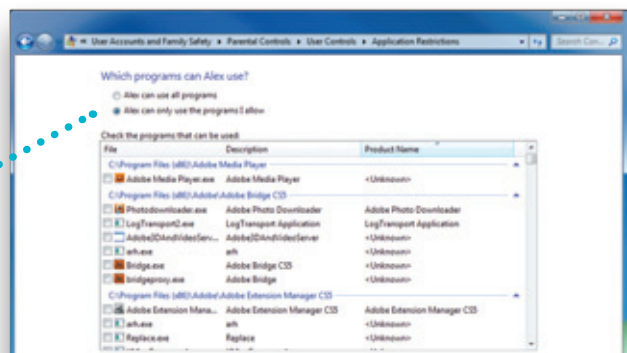 User Accounts and Family Safety ▸ Parental Controls ▸ User Controls ▸ Application Restrictions Search Con...
Which programs can Alex use?
Alex can use all programs
Alex can only use the programs I allow
Check the programs that can be used:
File Description Product Name
C:\Program Files (x86)\Adobe Media Player
Adobe Media Player.exe Adobe Media Player <Unknown>
C:\Program Files (x86)\Adobe\Adobe Bridge CS5
Photodownloader.exe Adobe Photo Downloader Adobe Photo Downloader
LogTransport2.exe LogTransport Application LogTransport Application
Adobe3DAndVideoServ... Adobe3DAndVideoServer <Unknown>
arh.exe arh <Unknown>
Bridge.exe Adobe Bridge CS5 <Unknown>
bridgeproxy.exe Adobe Bridge <Unknown>
C:\Program Files (x86)\Adobe\Adobe Extension Manager CS5
Adobe Extension Mana... Adobe Extension Manager CS5 Adobe Extension Manager CS5
arh.exe arh <Unknown>
Replace.exe Replace <Unknown>